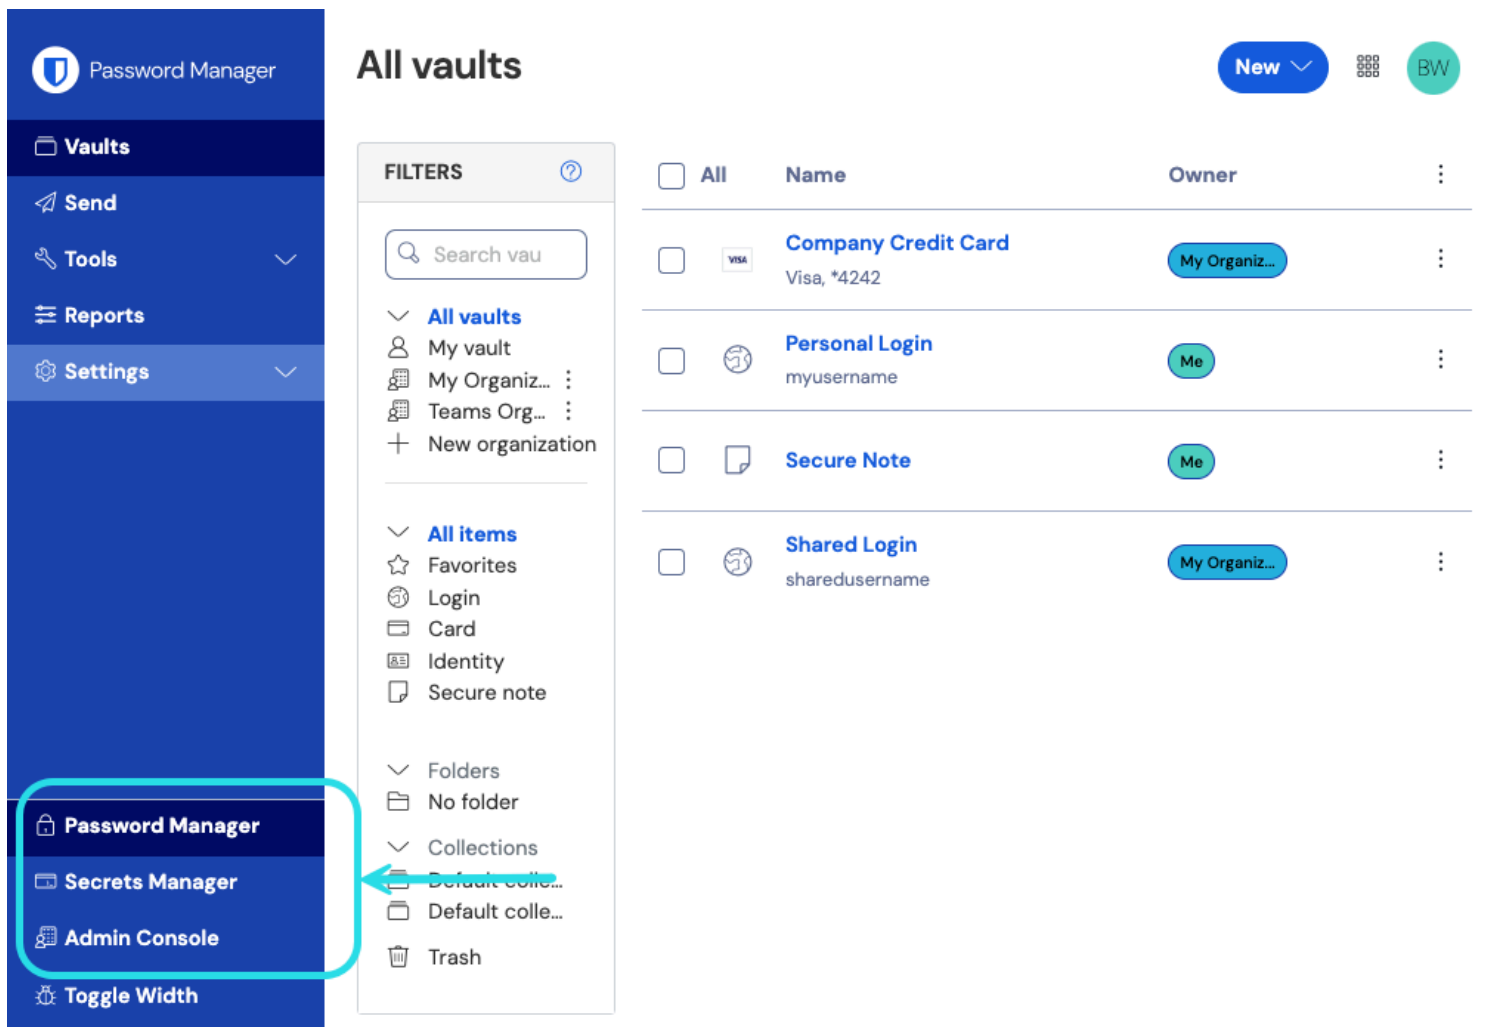 Password Manager
Vaults
Send
Tools
Reports
Settings
Password Manager
Secrets Manager
Admin Console
Toggle Width
All vaults
New
BW
FILTERS
?
Search vau
All vaults
My vault
My Organiz...
Teams Org...
New organization
All items
Favorites
Login
Card
Identity
Secure note
Folders
No folder
Collections
Default colle...
Default colle...
Trash
All Name Owner
VISA Company Credit Card My Organiz...
Visa, *4242
Personal Login Me
myusername
Secure Note Me
Shared Login My Organiz...
sharedusername